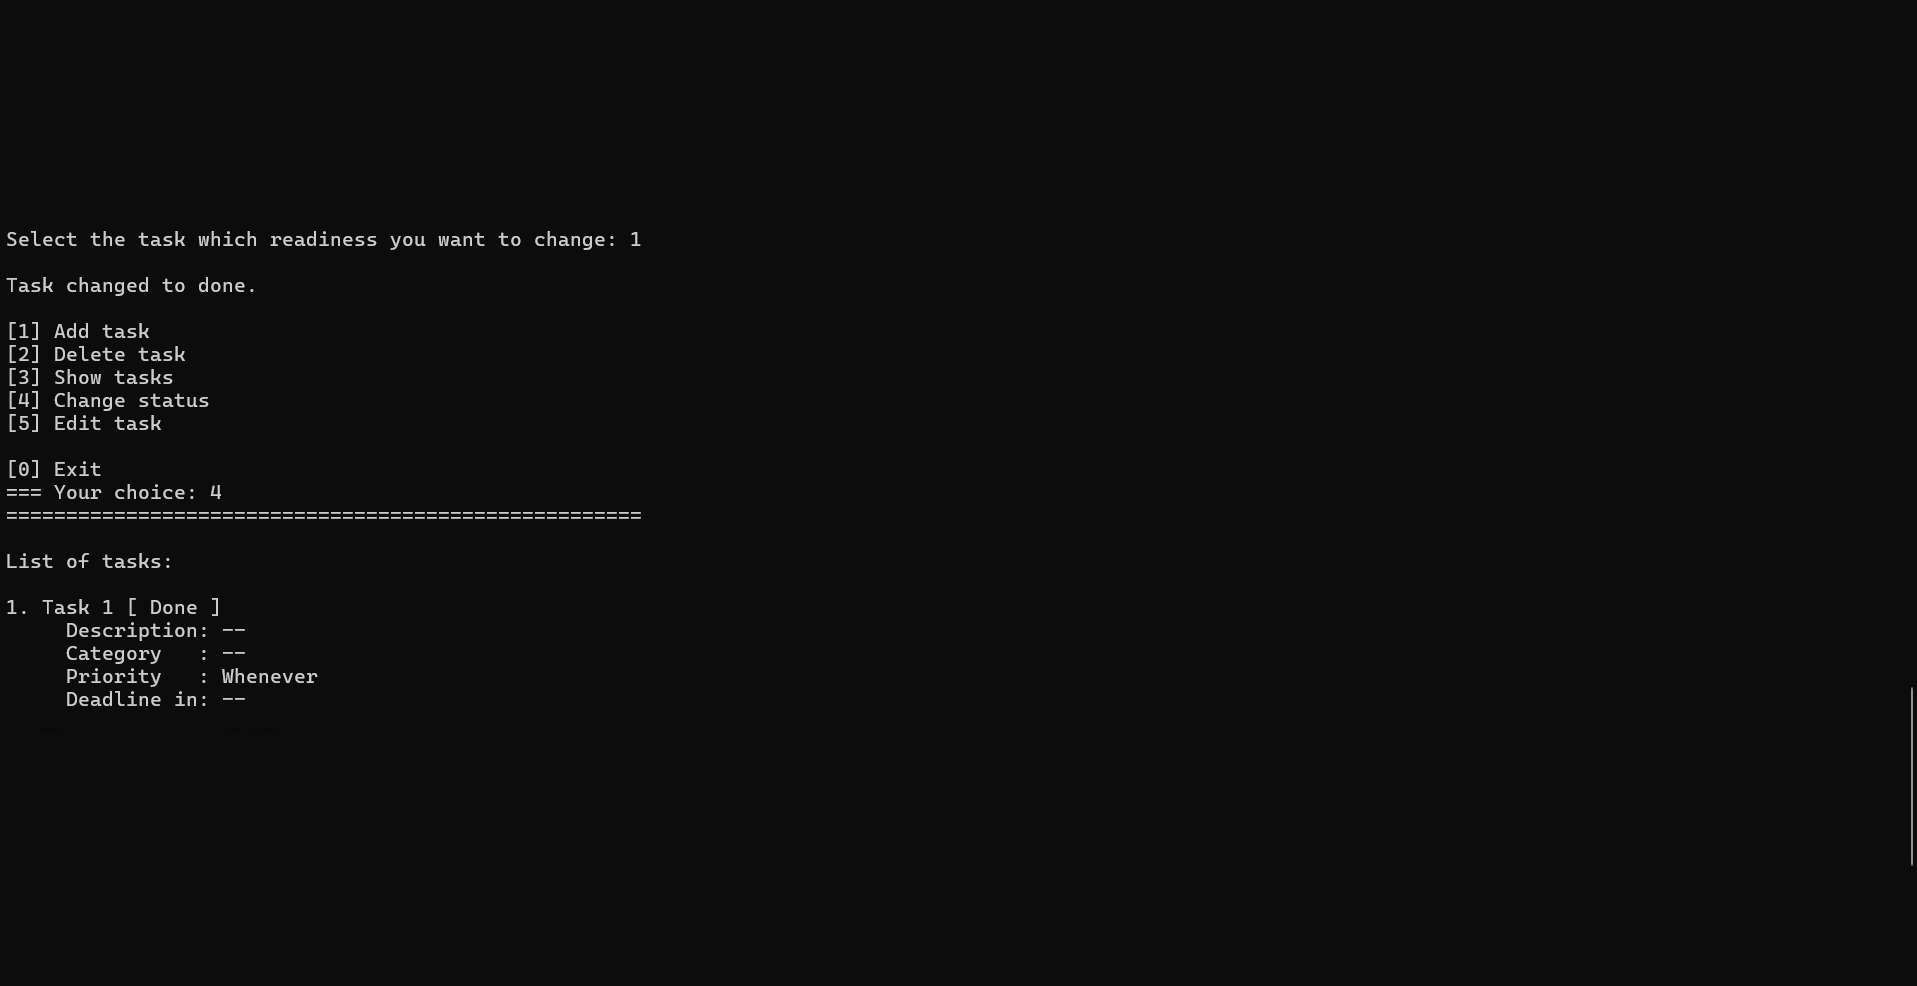 Select the task which readiness you want to change: 1
Task changed to done.
[1] Add task
[2] Delete task
[3] Show tasks
[4] Change status
[5] Edit task
[0] Exit
=== Your choice: 4
=====================================================
List of tasks:
1. Task 1 [ Done ]
     Description: --
     Category   : --
     Priority   : Whenever
     Deadline in: --